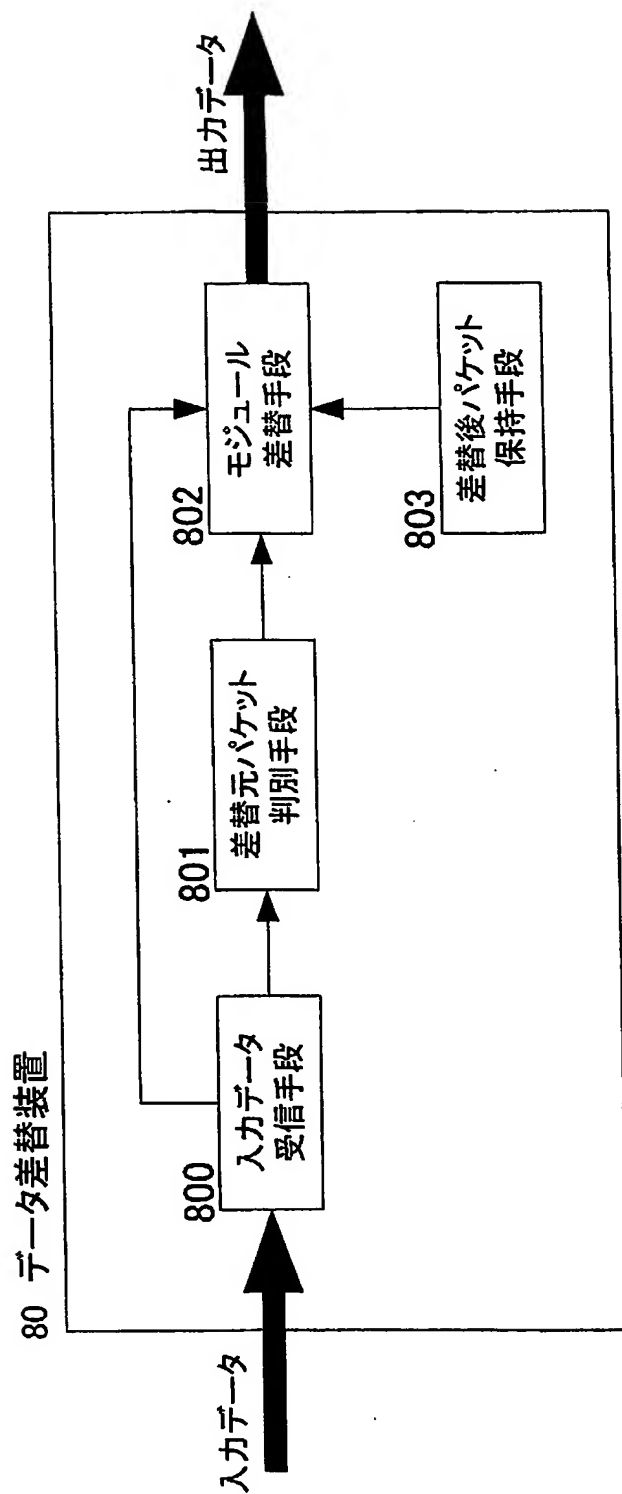 80 データ差替装置
入力データ
800
入力データ
受信手段
801
差替元パケット
判別手段
802
モジュール
差替手段
803
差替後パケット
保持手段
出力データ